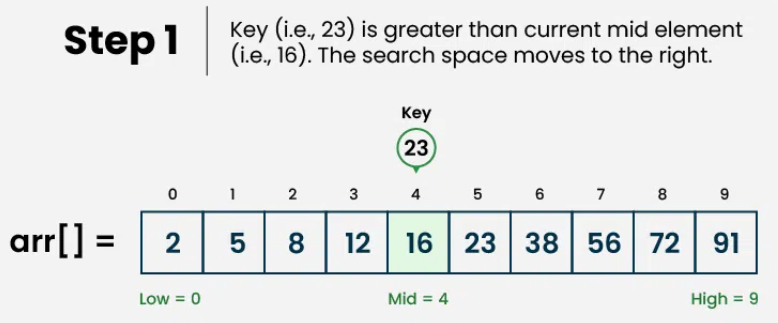 Step 1
Key (i.e., 23) is greater than current mid element
(i.e., 16). The search space moves to the right.
Key
23
0 1 2 3 4 5 6 7 8 9
arr[] = 2 5 8 12 16 23 38 56 72 91
Low = 0 Mid = 4 High = 9